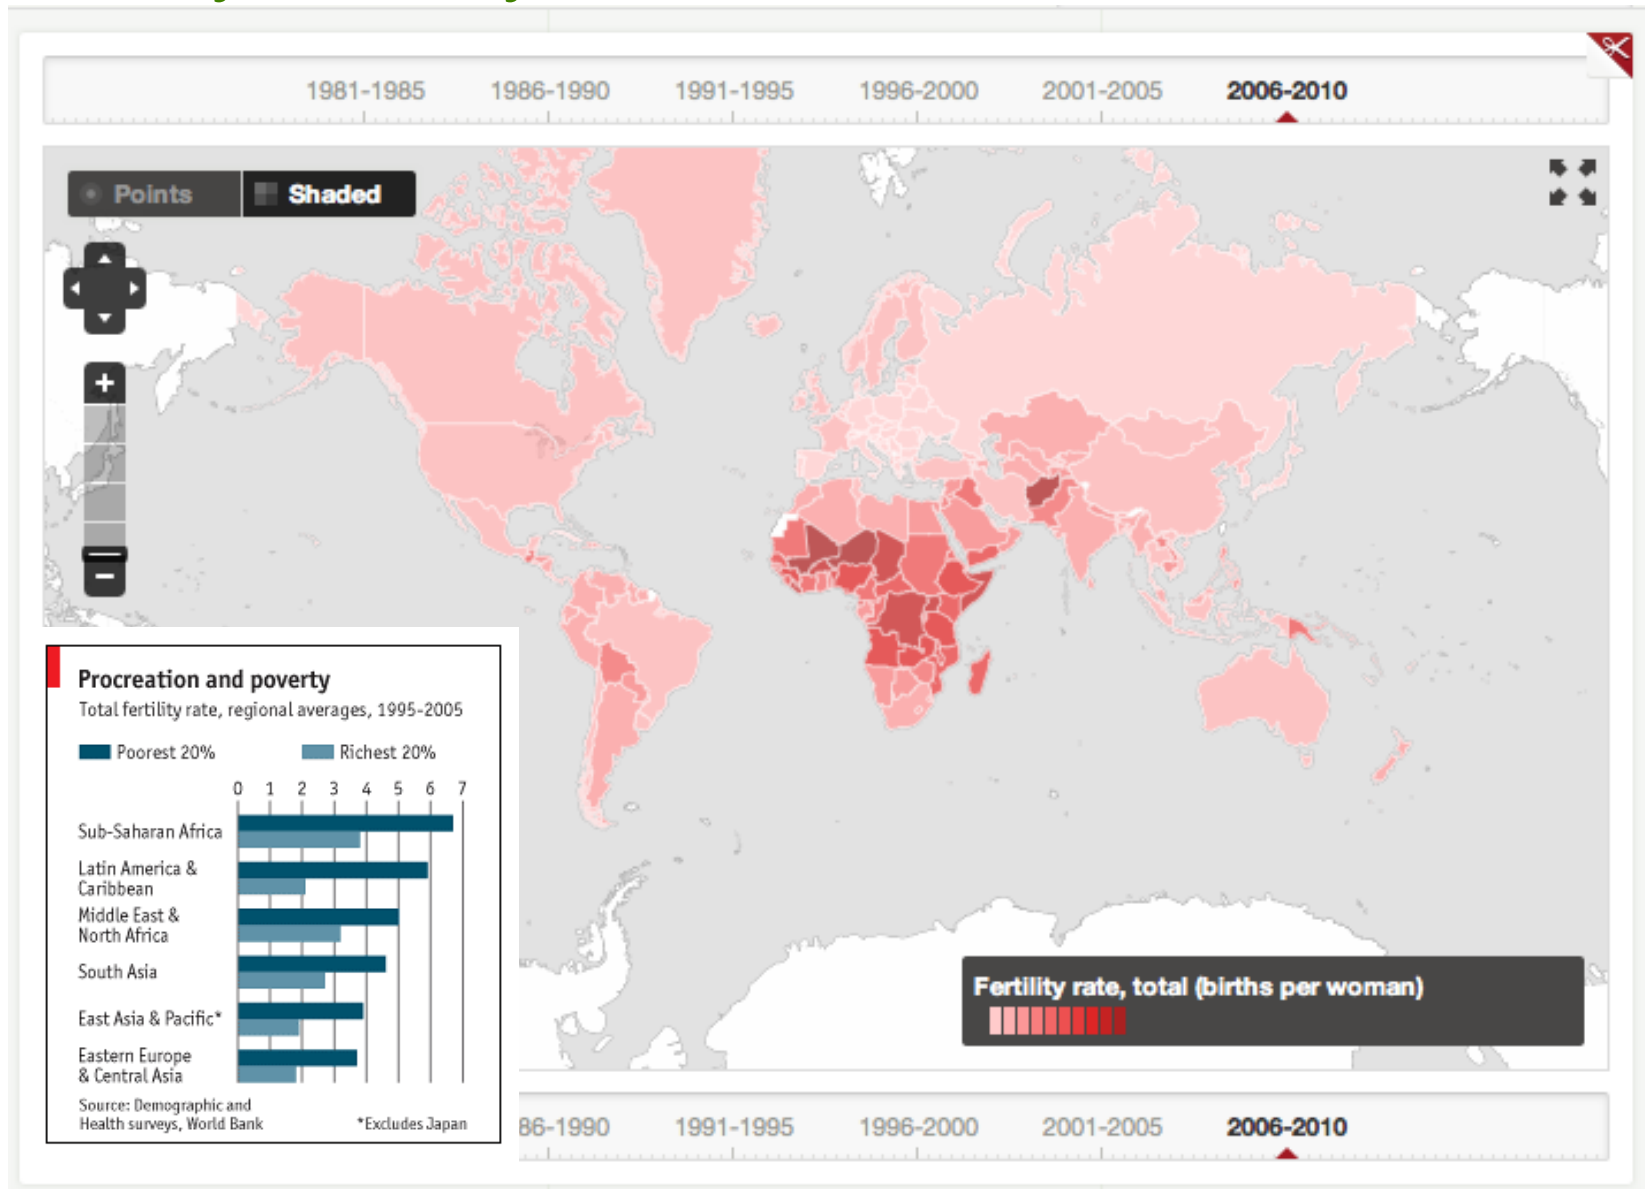 1981-1985 1986-1990 1991-1995 1996-2000 2001-2005 2006-2010
Points Shaded
+
−
Procreation and poverty
Total fertility rate, regional averages, 1995-2005
Poorest 20% Richest 20%
0 1 2 3 4 5 6 7
Sub-Saharan Africa
Latin America &
Caribbean
Middle East &
North Africa
South Asia
East Asia & Pacific*
Eastern Europe
& Central Asia
Source: Demographic and
Health surveys, World Bank *Excludes Japan
Fertility rate, total (births per woman)
86-1990 1991-1995 1996-2000 2001-2005 2006-2010